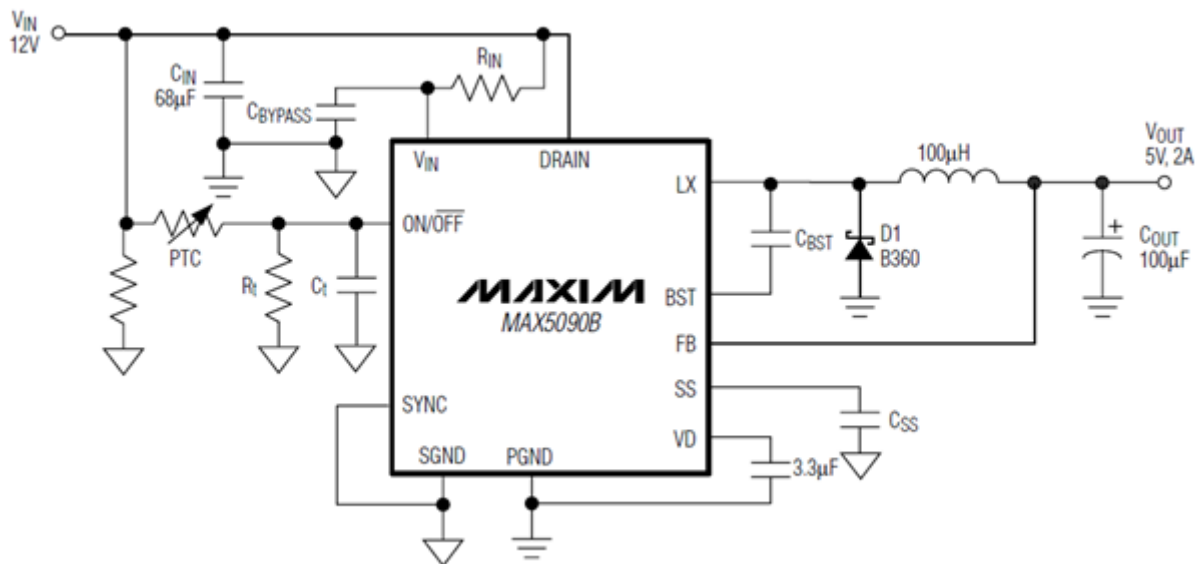 VIN
12V
CIN
68µF
CBYPASS
RIN
VIN
DRAIN
PTC
Rt
Ct
ON/OFF
MAXIM
MAX5090B
SYNC
SGND
PGND
LX
BST
FB
SS
VD
CBST
D1
B360
100µH
VOUT
5V, 2A
+
COUT
100µF
CSS
3.3µF